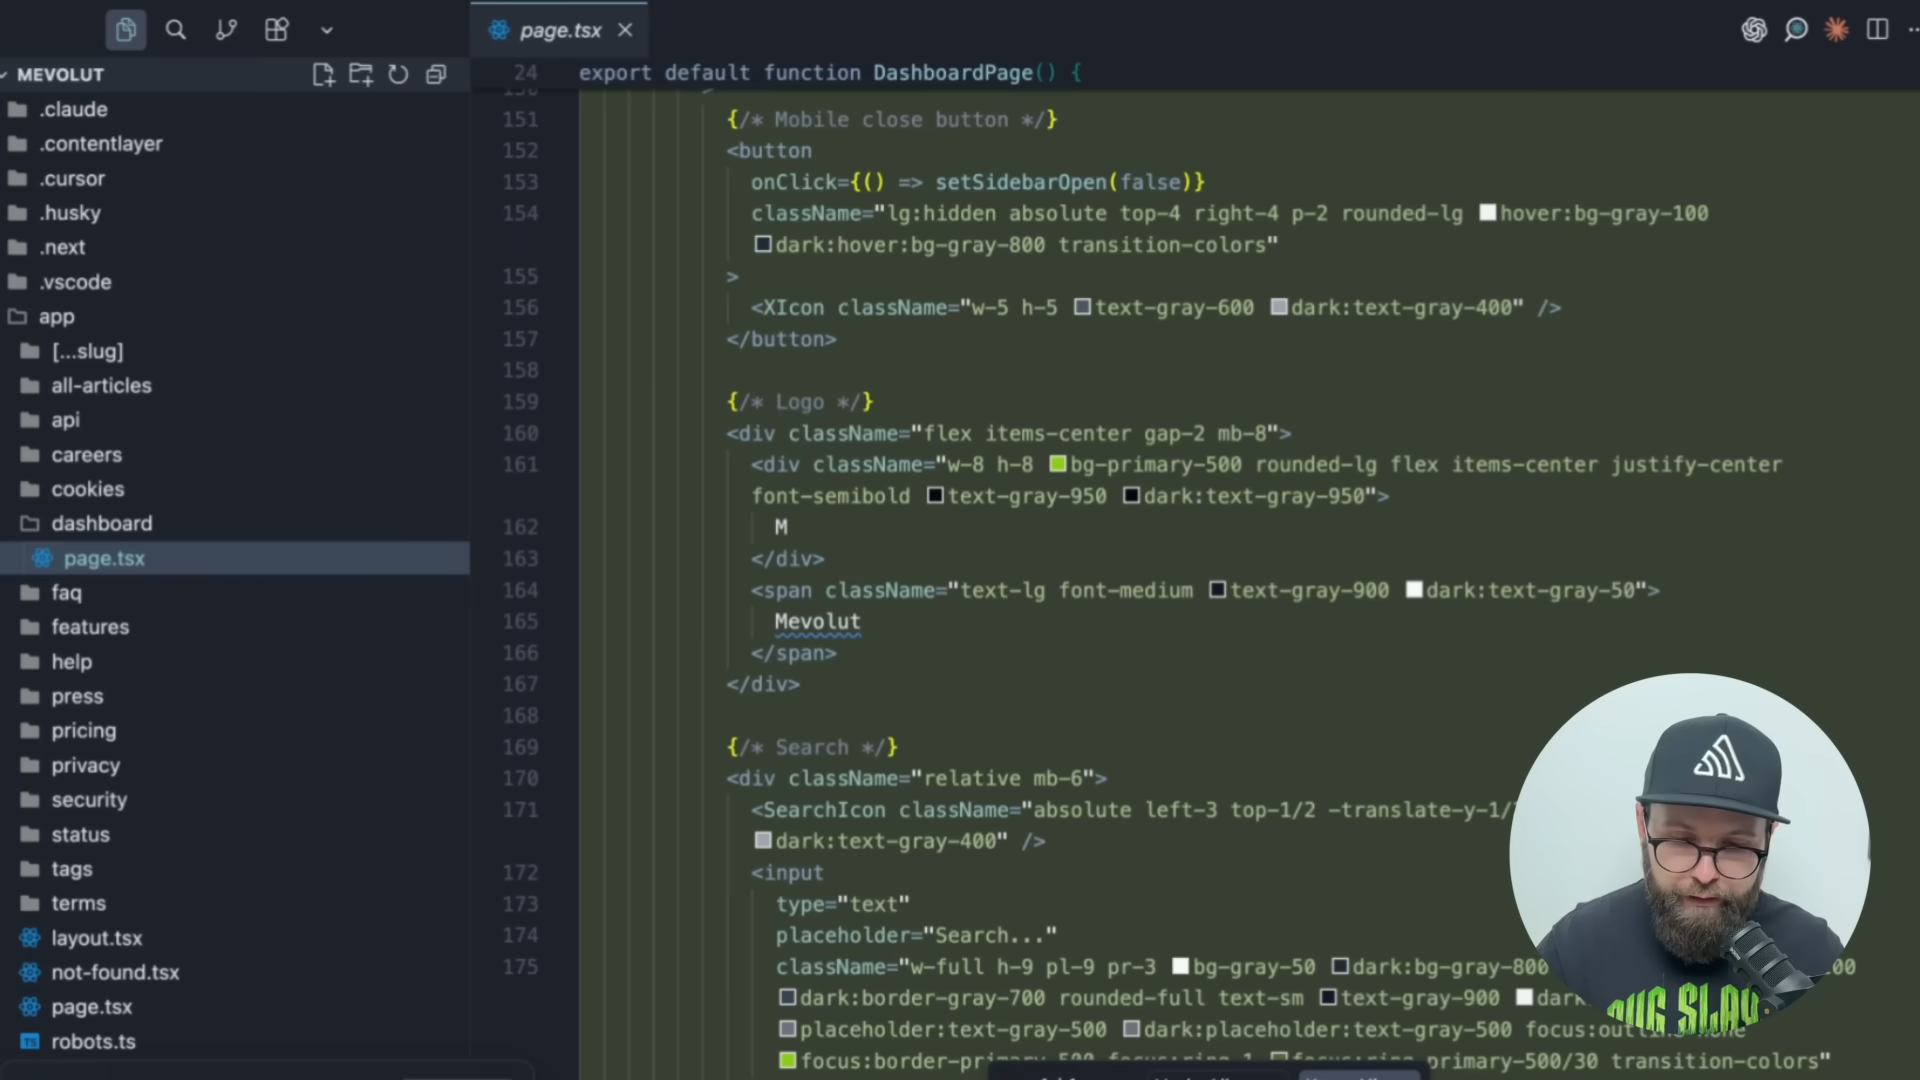 page.tsx
MEVOLUT
.claude
.contentlayer
.cursor
.husky
.next
.vscode
app
[...slug]
all-articles
api
careers
cookies
dashboard
page.tsx
faq
features
help
press
pricing
privacy
security
status
tags
terms
layout.tsx
not-found.tsx
page.tsx
TS robots.ts
24 export default function DashboardPage() {
151 {/* Mobile close button */}
152 <button
153 onClick={() => setSidebarOpen(false)}
154 className="lg:hidden absolute top-4 right-4 p-2 rounded-lg hover:bg-gray-100
dark:hover:bg-gray-800 transition-colors"
155 >
156 <XIcon className="w-5 h-5 text-gray-600 dark:text-gray-400" />
157 </button>
158
159 {/* Logo */}
160 <div className="flex items-center gap-2 mb-8">
161 <div className="w-8 h-8 bg-primary-500 rounded-lg flex items-center justify-center
font-semibold text-gray-950 dark:text-gray-950">
162 M
163 </div>
164 <span className="text-lg font-medium text-gray-900 dark:text-gray-50">
165 Mevolut
166 </span>
167 </div>
168
169 {/* Search */}
170 <div className="relative mb-6">
171 <SearchIcon className="absolute left-3 top-1/2 -translate-y-1/
dark:text-gray-400" />
172 <input
173 type="text"
174 placeholder="Search..."
175 className="w-full h-9 pl-9 pr-3 bg-gray-50 dark:bg-gray-800
dark:border-gray-700 rounded-full text-sm text-gray-900
placeholder:text-gray-500 dark:placeholder:text-gray-500
focus:border-primary-500 focus:ring-1 focus:ring-primary-500/30 transition-colors"